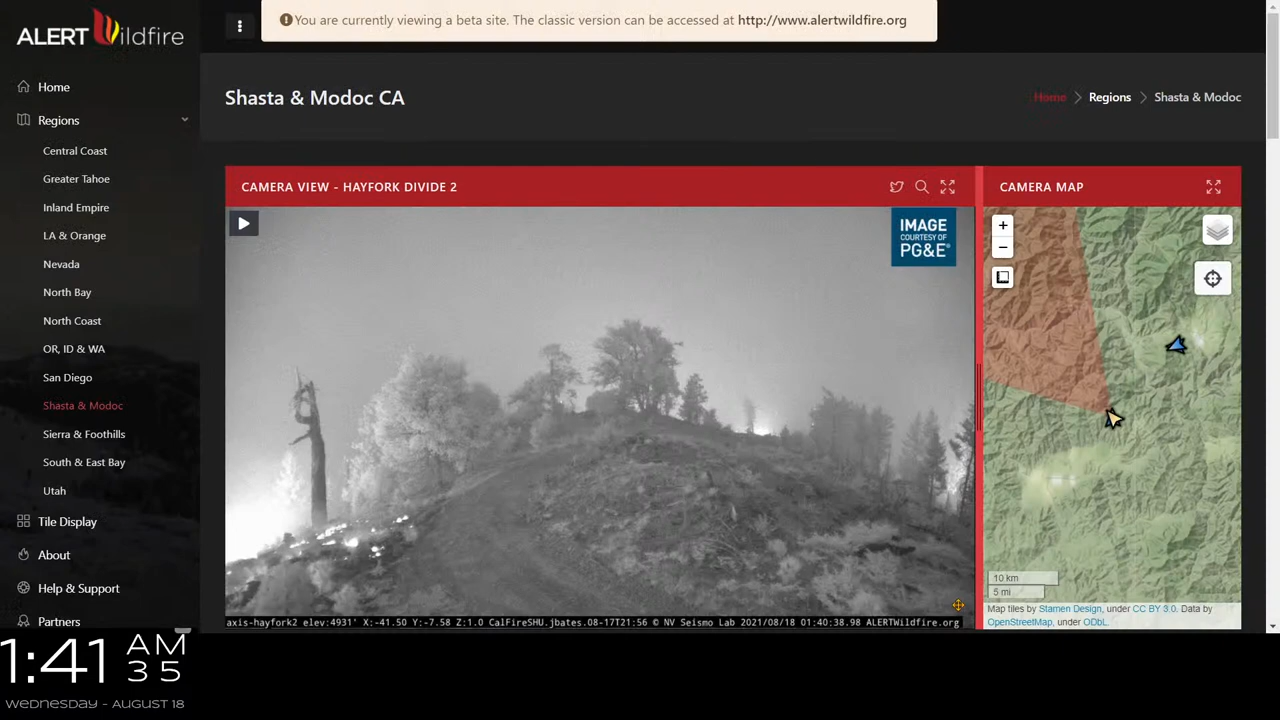 ALERT Wildfire
You are currently viewing a beta site. The classic version can be accessed at http://www.alertwildfire.org
Home
Regions
Central Coast
Greater Tahoe
Inland Empire
LA & Orange
Nevada
North Bay
North Coast
OR, ID & WA
San Diego
Shasta & Modoc
Sierra & Foothills
South & East Bay
Utah
Tile Display
About
Help & Support
Partners
Shasta & Modoc CA
Home
Regions
Shasta & Modoc
CAMERA VIEW - HAYFORK DIVIDE 2
IMAGE
COURTESY OF
PG&E®
axis-hayfork2 elev:4931' X:-41.50 Y:-7.58 Z:1.0 CalFireSHU.jbates.08-17T21:56 © NV Seismo Lab 2021/08/18 01:40:38.98 ALERTWildfire.org
CAMERA MAP
+
−
10 km
5 mi
Map tiles by Stamen Design, under CC BY 3.0. Data by
OpenStreetMap, under ODbL.
1:41 AM
35
Wednesday - August 18